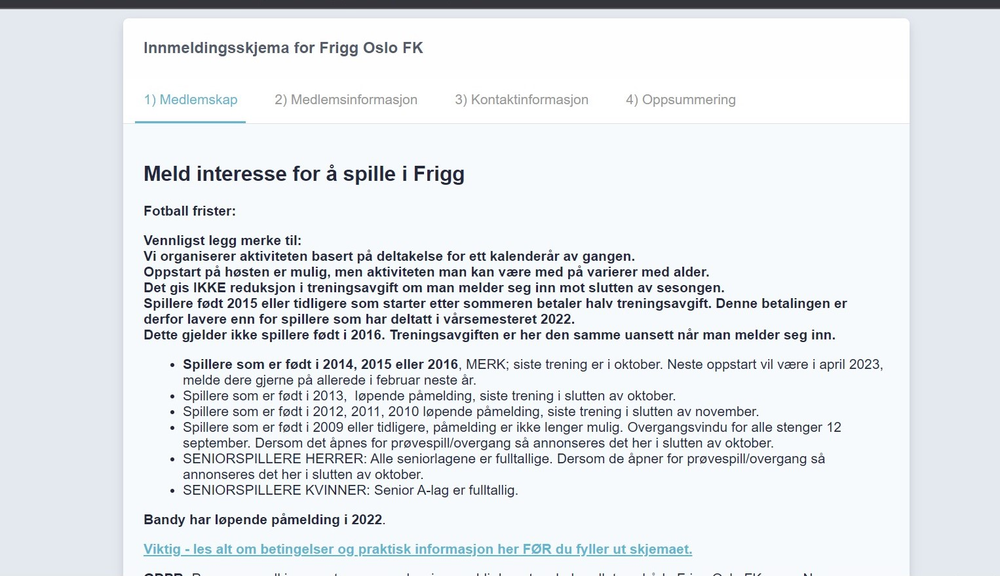 Innmeldingsskjema for Frigg Oslo FK
1) Medlemskap 2) Medlemsinformasjon 3) Kontaktinformasjon 4) Oppsummering
Meld interesse for å spille i Frigg
Fotball frister:
Vennligst legg merke til:
Vi organiserer aktiviteten basert på deltakelse for ett kalenderår av gangen.
Oppstart på høsten er mulig, men aktiviteten man kan være med på varierer med alder.
Det gis IKKE reduksjon i treningsavgift om man melder seg inn mot slutten av sesongen.
Spillere født 2015 eller tidligere som starter etter sommeren betaler halv treningsavgift. Denne betalingen er
derfor lavere enn for spillere som har deltatt i vårsemesteret 2022.
Dette gjelder ikke spillere født i 2016. Treningsavgiften er her den samme uansett når man melder seg inn.
• Spillere som er født i 2014, 2015 eller 2016, MERK; siste trening er i oktober. Neste oppstart vil være i april 2023,
melde dere gjerne på allerede i februar neste år.
• Spillere som er født i 2013,  løpende påmelding, siste trening i slutten av oktober.
• Spillere som er født i 2012, 2011, 2010 løpende påmelding, siste trening i slutten av november.
• Spillere som er født i 2009 eller tidligere, påmelding er ikke lenger mulig. Overgangsvindu for alle stenger 12
september. Dersom det åpnes for prøvespill/overgang så annonseres det her i slutten av oktober.
• SENIORSPILLERE HERRER: Alle seniorlagene er fulltallige. Dersom de åpner for prøvespill/overgang så
annonseres det her i slutten av oktober.
• SENIORSPILLERE KVINNER: Senior A-lag er fulltallig.
Bandy har løpende påmelding i 2022.
Viktig - les alt om betingelser og praktisk informasjon her FØR du fyller ut skjemaet.